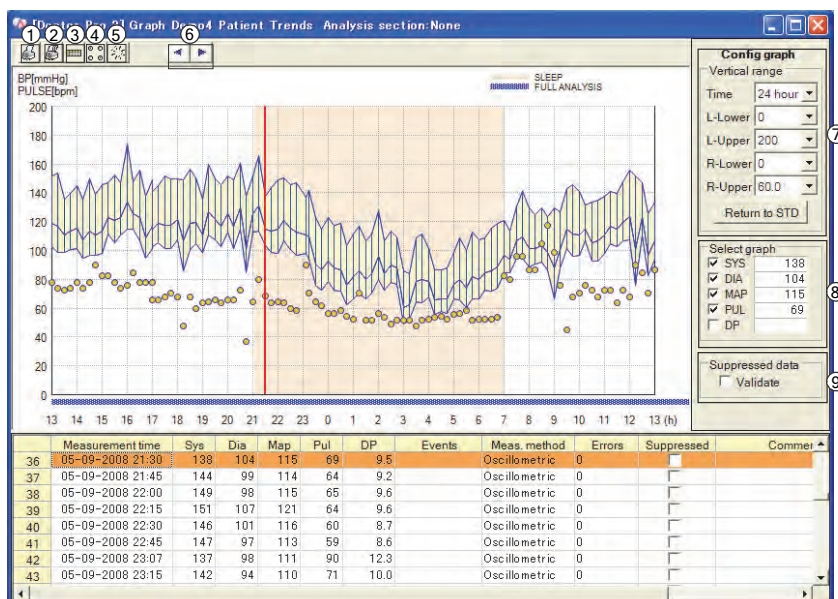 [Doctor Pro 3] Graph Demo4 Patient Trends Analysis section:None
① ② ③ ④ ⑤ ⑥
BP[mmHg]
PULSE[bpm]
SLEEP
FULL ANALYSIS
200
180
160
140
120
100
80
60
40
20
0
13 14 15 16 17 18 19 20 21 22 23 0 1 2 3 4 5 6 7 8 9 10 11 12 13 (h)
Config graph
Vertical range
Time 24 hour
L-Lower 0
⑦
L-Upper 200
R-Lower 0
R-Upper 60.0
Return to STD
Select graph
SYS 138
DIA 104
⑧
MAP 115
PUL 69
DP
Suppressed data
Validate
⑨
Measurement time Sys Dia Map Pul DP Events Meas. method Errors Suppressed Commer
36 05-09-2008 21:30 138 104 115 69 9.5 Oscillometric 0
37 05-09-2008 21:45 144 99 114 64 9.2 Oscillometric 0
38 05-09-2008 22:00 149 98 115 65 9.6 Oscillometric 0
39 05-09-2008 22:15 151 107 121 64 9.6 Oscillometric 0
40 05-09-2008 22:30 146 101 116 60 8.7 Oscillometric 0
41 05-09-2008 22:45 147 97 113 59 8.6 Oscillometric 0
42 05-09-2008 23:07 137 98 111 90 12.3 Oscillometric 0
43 05-09-2008 23:15 142 94 110 71 10.0 Oscillometric 0